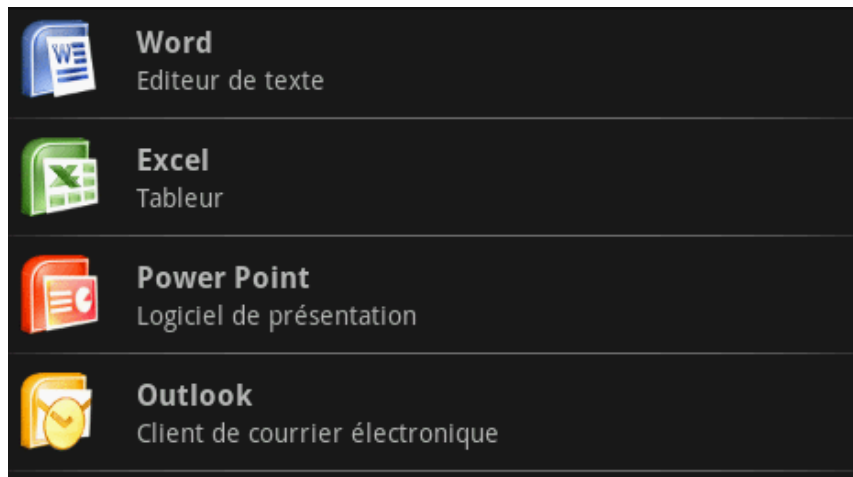 Word
Editeur de texte
Excel
Tableur
Power Point
Logiciel de présentation
Outlook
Client de courrier électronique